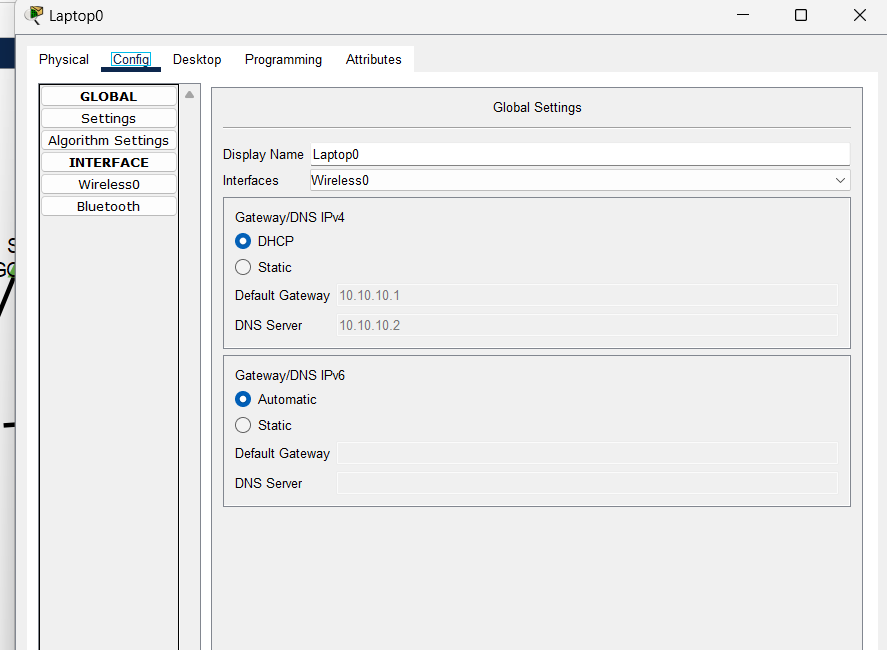 Laptop0
Physical Config Desktop Programming Attributes
GLOBAL
Settings
Algorithm Settings
INTERFACE
Wireless0
Bluetooth
Global Settings
Display Name Laptop0
Interfaces Wireless0
Gateway/DNS IPv4
DHCP
Static
Default Gateway 10.10.10.1
DNS Server 10.10.10.2
Gateway/DNS IPv6
Automatic
Static
Default Gateway
DNS Server